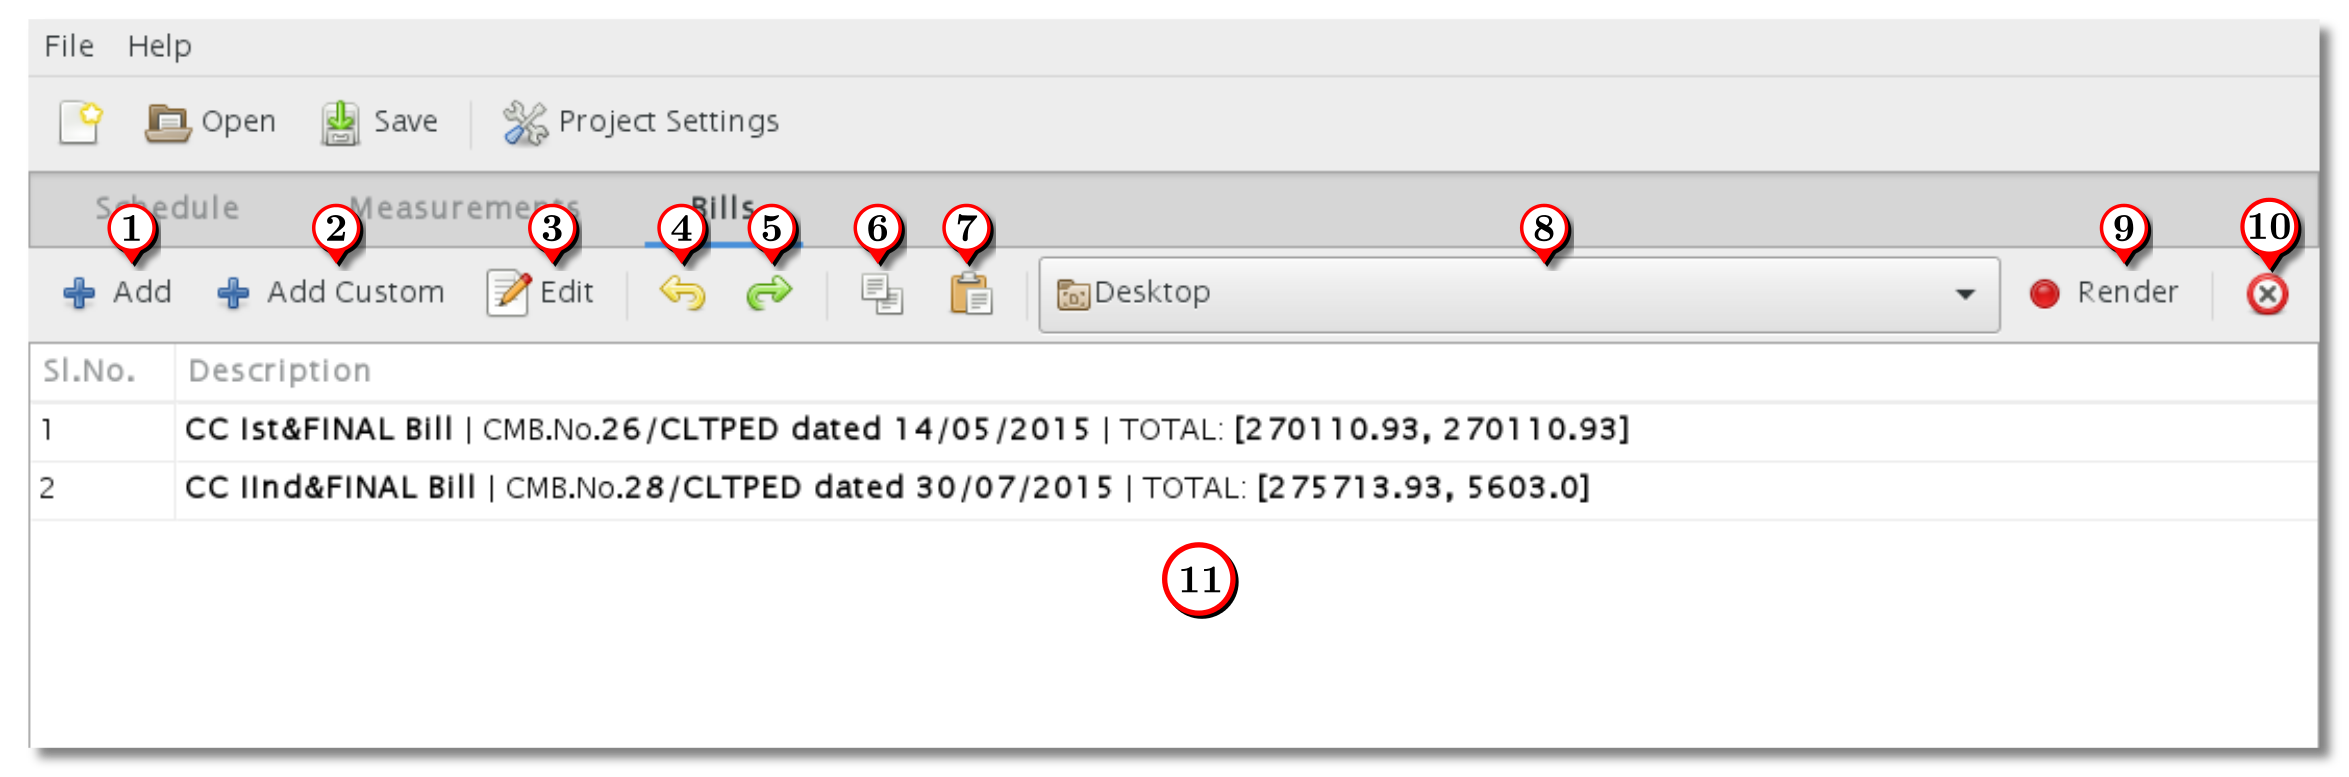 File Help
Open Save Project Settings
Schedule Measurements Bills
1 2 3 4 5 6 7 8 9 10
Add Add Custom Edit Desktop Render
Sl.No. Description
1 CC Ist&FINAL Bill | CMB.No.26/CLTPED dated 14/05/2015 | TOTAL: [270110.93, 270110.93]
2 CC IInd&FINAL Bill | CMB.No.28/CLTPED dated 30/07/2015 | TOTAL: [275713.93, 5603.0]
11